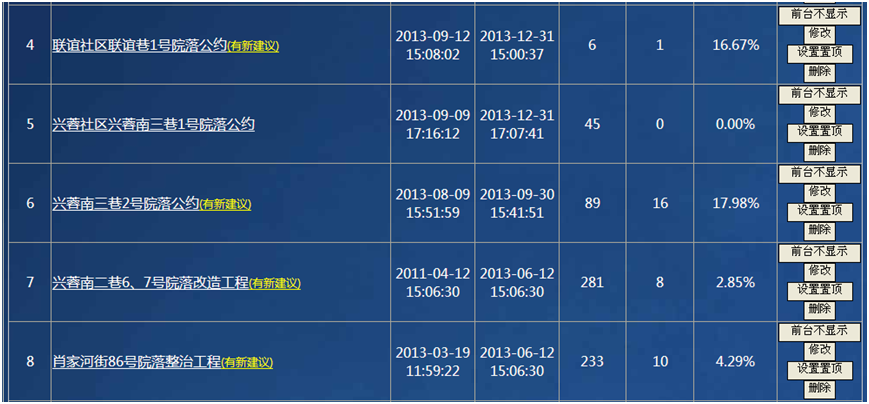 4 联谊社区联谊巷1号院落公约(有新建议) 2013-09-12 15:08:02 2013-12-31 15:00:37 6 1 16.67% 前台不显示 修改 设置置顶 删除
5 兴蓉社区兴蓉南三巷1号院落公约 2013-09-09 17:16:12 2013-12-31 17:07:41 45 0 0.00% 前台不显示 修改 设置置顶 删除
6 兴蓉南三巷2号院落公约(有新建议) 2013-08-09 15:51:59 2013-09-30 15:41:51 89 16 17.98% 前台不显示 修改 设置置顶 删除
7 兴蓉南二巷6、7号院落改造工程(有新建议) 2011-04-12 15:06:30 2013-06-12 15:06:30 281 8 2.85% 前台不显示 修改 设置置顶 删除
8 肖家河街86号院落整治工程(有新建议) 2013-03-19 11:59:22 2013-06-12 15:06:30 233 10 4.29% 前台不显示 修改 设置置顶 删除